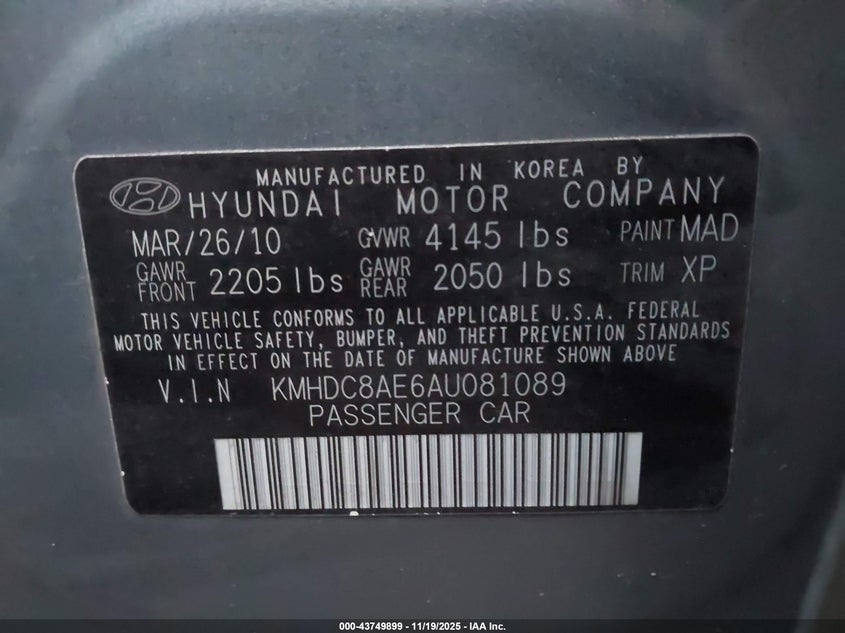 MANUFACTURED IN KOREA BY
HYUNDAI MOTOR COMPANY
MAR/26/10 GVWR 4145 lbs PAINT MAD
GAWR FRONT 2205 lbs GAWR REAR 2050 lbs TRIM XP
THIS VEHICLE CONFORMS TO ALL APPLICABLE U.S.A. FEDERAL
MOTOR VEHICLE SAFETY, BUMPER, AND THEFT PREVENTION STANDARDS
IN EFFECT ON THE DATE OF MANUFACTURE SHOWN ABOVE
V.I.N KMHDC8AE6AU081089
PASSENGER CAR
000-43749899 - 11/19/2025 - IAA Inc.